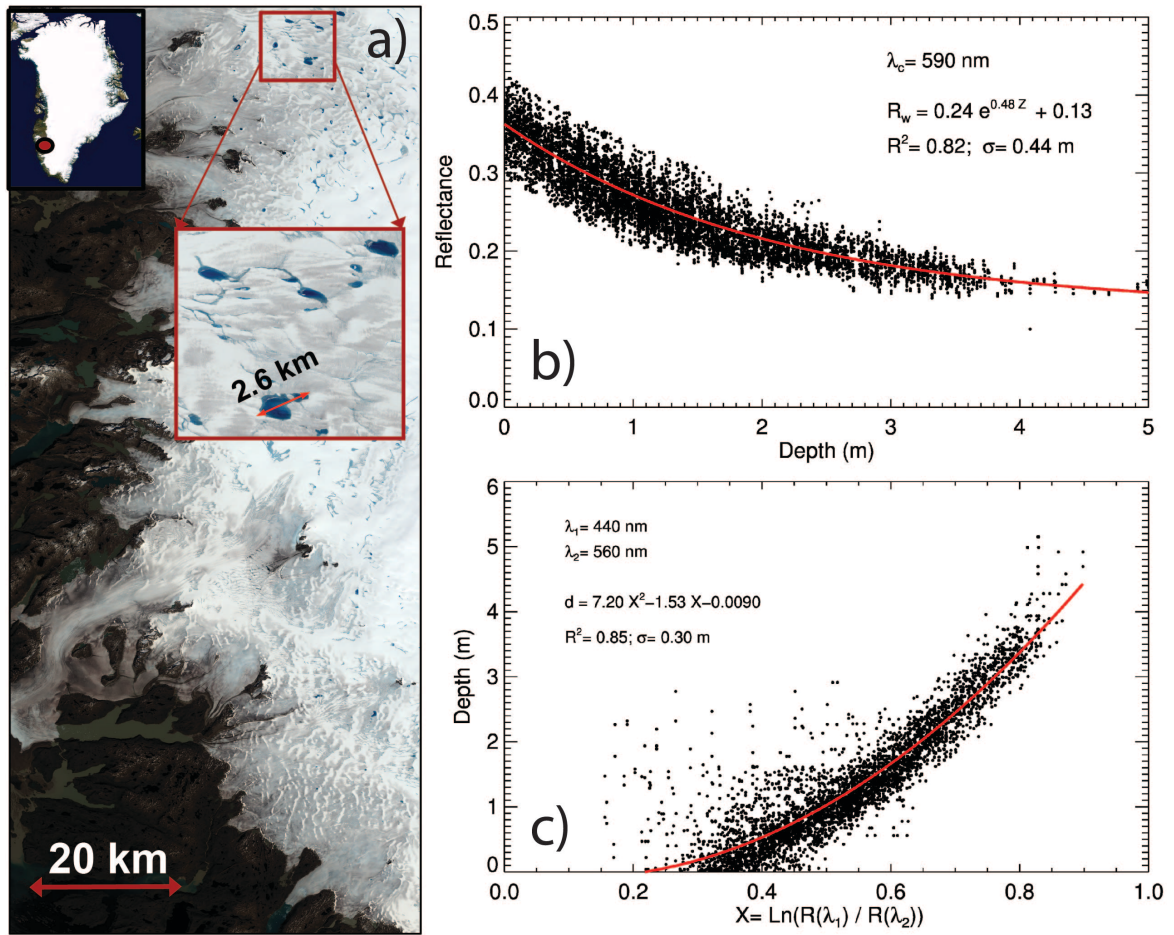 a)
2.6 km
20 km
0.5
0.4
0.3
0.2
0.1
0.0
Reflectance
λc= 590 nm
Rw = 0.24 e^0.48 Z + 0.13
R²= 0.82; σ= 0.44 m
b)
0 1 2 3 4 5
Depth (m)
6
5
4
3
2
1
0
Depth (m)
λ1= 440 nm
λ2= 560 nm
d = 7.20 X²−1.53 X−0.0090
R²= 0.85; σ= 0.30 m
c)
0.0 0.2 0.4 0.6 0.8 1.0
X= Ln(R(λ1) / R(λ2))